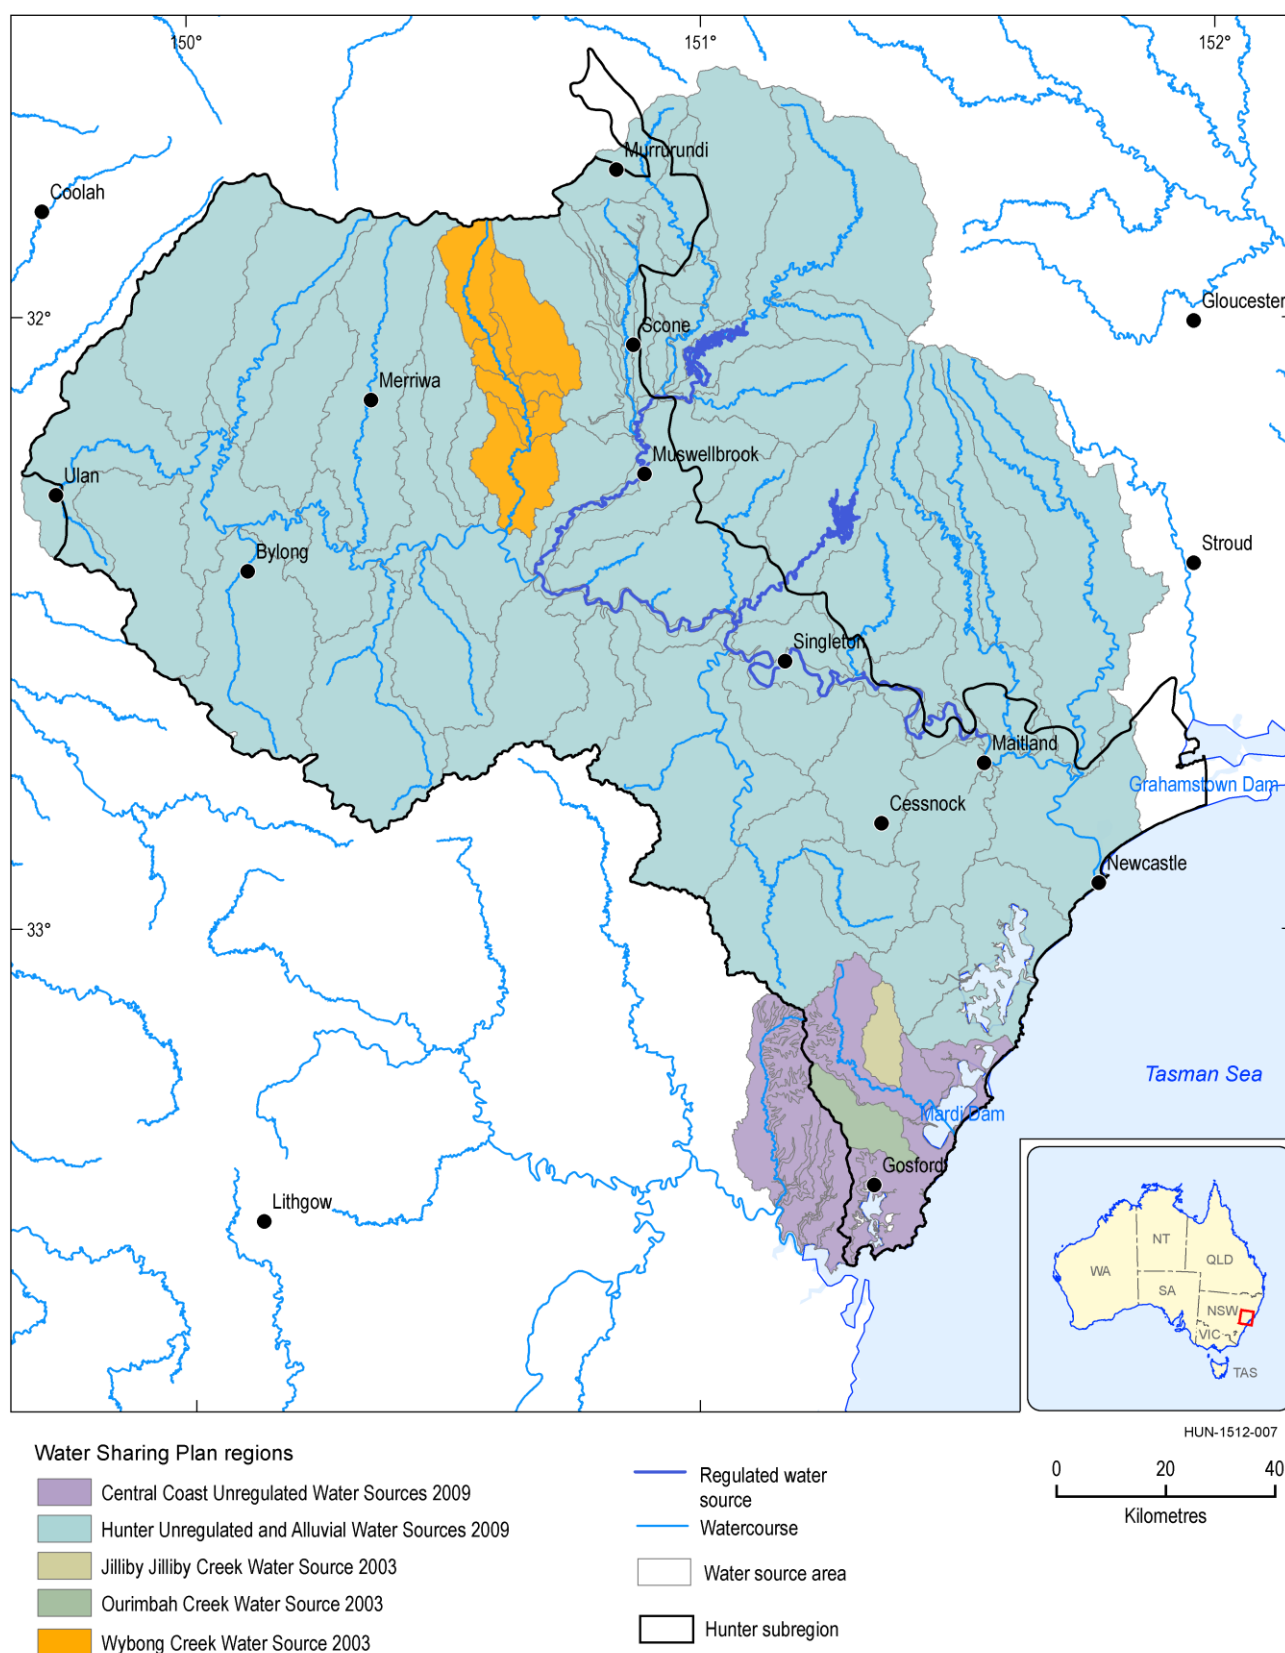 150°
151°
152°
Murrurundi
Coolah
Gloucester
32°
Scone
Merriwa
Muswellbrook
Ulan
Stroud
Bylong
Singleton
Maitland
Grahamstown Dam
Cessnock
Newcastle
33°
Tasman Sea
Mardi Dam
Gosford
Lithgow
NT
QLD
WA
SA
NSW
VIC
TAS
HUN-1512-007
Water Sharing Plan regions
Central Coast Unregulated Water Sources 2009
Hunter Unregulated and Alluvial Water Sources 2009
Jilliby Jilliby Creek Water Source 2003
Ourimbah Creek Water Source 2003
Wybong Creek Water Source 2003
Regulated water
source
Watercourse
Water source area
Hunter subregion
0 20 40
Kilometres